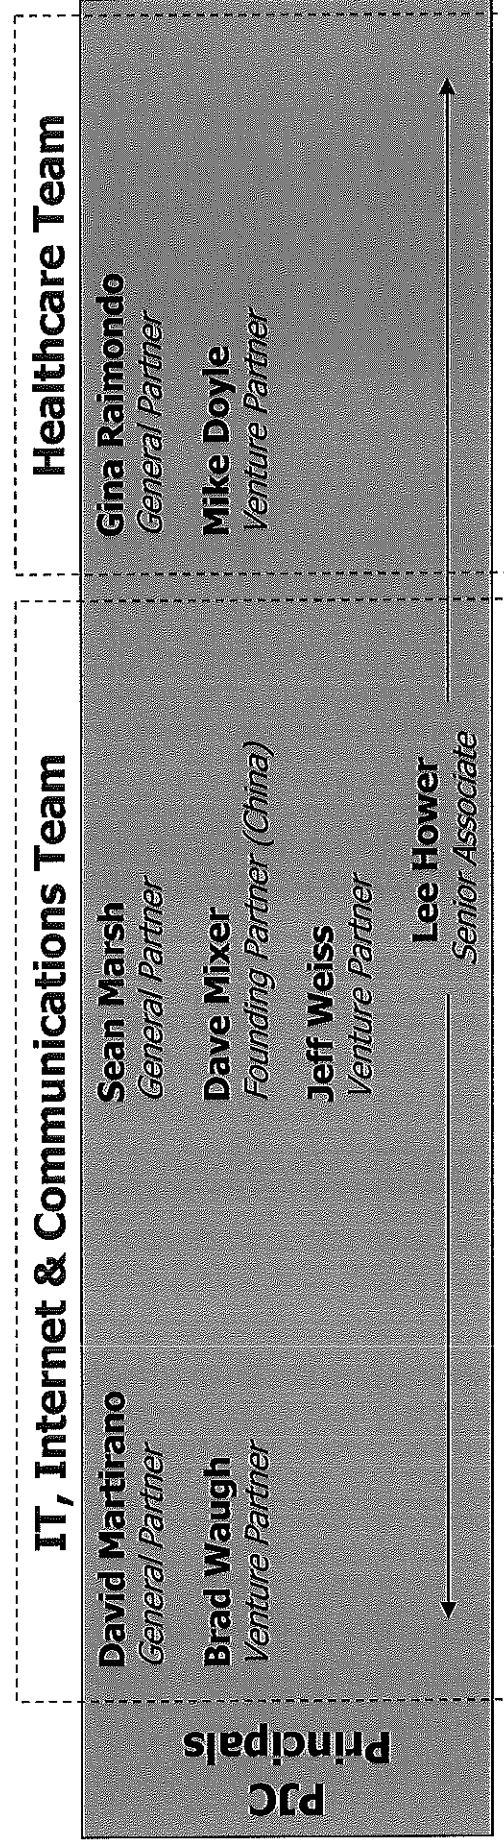 IT, Internet & Communications Team
Healthcare Team
PJC
Principals
David Martirano
General Partner
Brad Waugh
Venture Partner
Sean Marsh
General Partner
Dave Mixer
Founding Partner (China)
Jeff Weiss
Venture Partner
Gina Raimondo
General Partner
Mike Doyle
Venture Partner
Lee Hower
Senior Associate